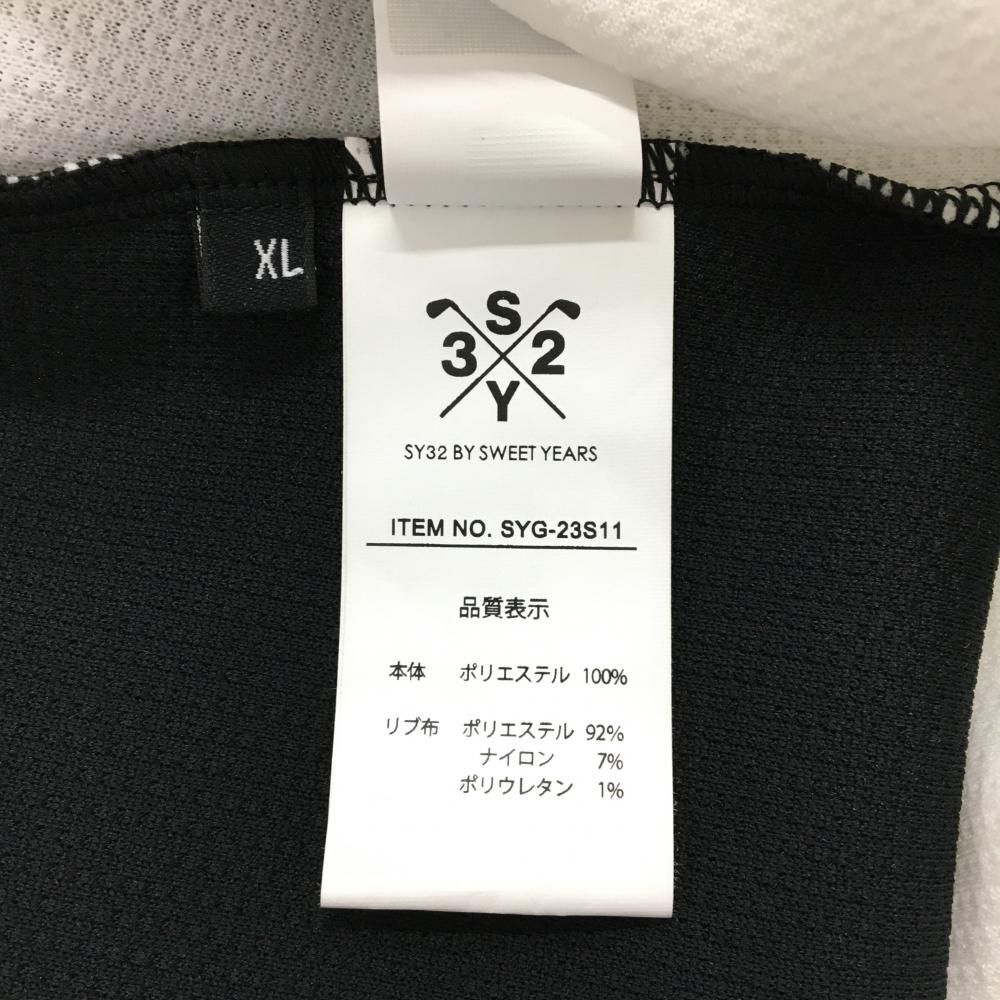 XL
S
3 2
Y
SY32 BY SWEET YEARS
ITEM NO. SYG-23S11
品質表示
本体 ポリエステル 100%
リブ布 ポリエステル 92%
ナイロン 7%
ポリウレタン 1%